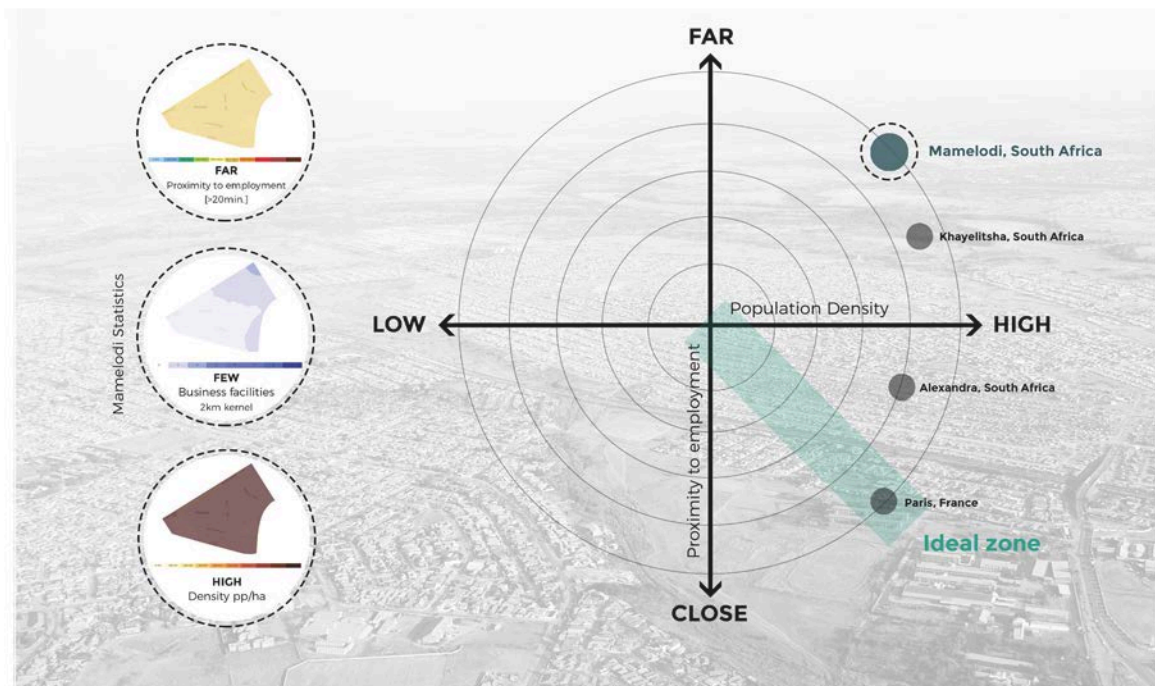 Mamelodi Statistics
FAR
Proximity to employment
[>20min.]
FEW
Business facilities
2km kernel
HIGH
Density pp/ha
FAR
Mamelodi, South Africa
Khayelitsha, South Africa
Population Density
LOW
HIGH
Proximity to employment
Alexandra, South Africa
Paris, France
Ideal zone
CLOSE